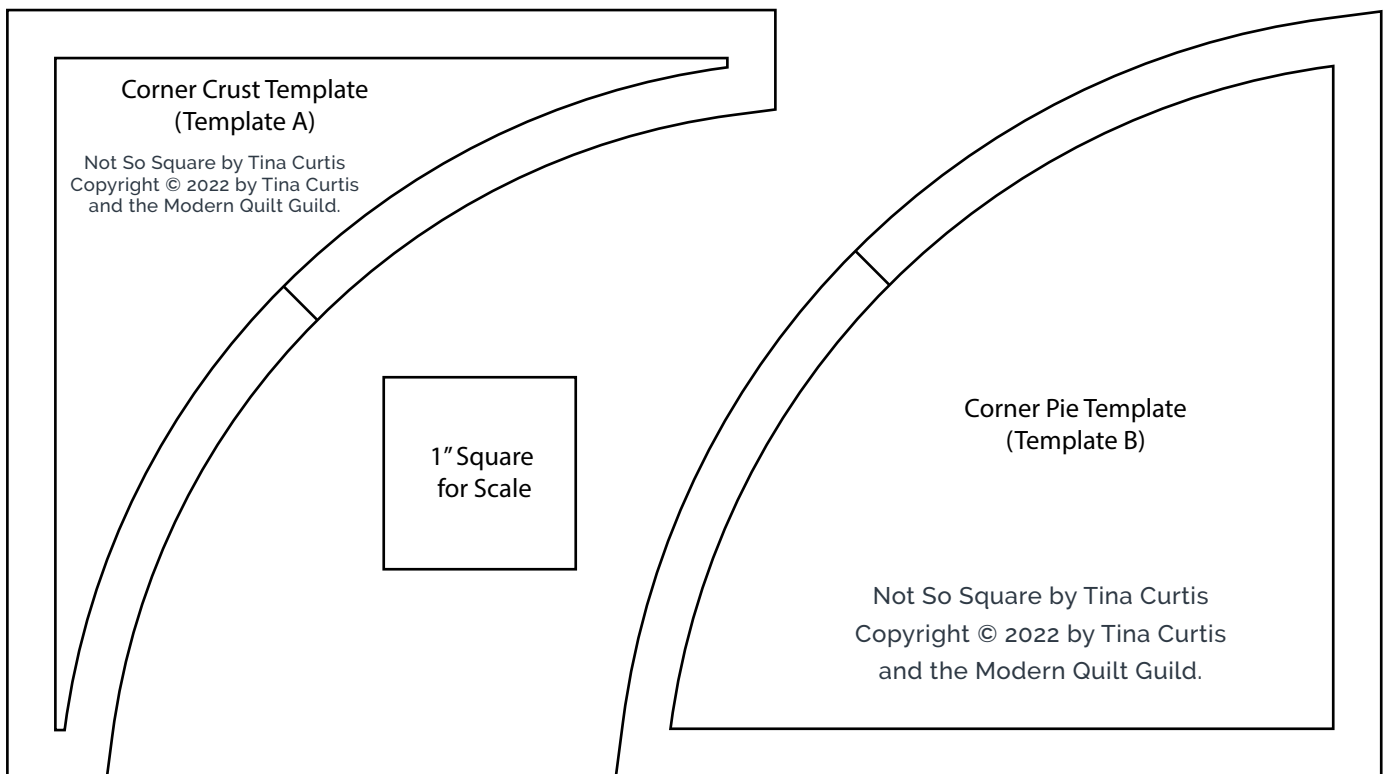 Corner Crust Template
(Template A)
Not So Square by Tina Curtis
Copyright © 2022 by Tina Curtis
and the Modern Quilt Guild.
1” Square
for Scale
Corner Pie Template
(Template B)
Not So Square by Tina Curtis
Copyright © 2022 by Tina Curtis
and the Modern Quilt Guild.